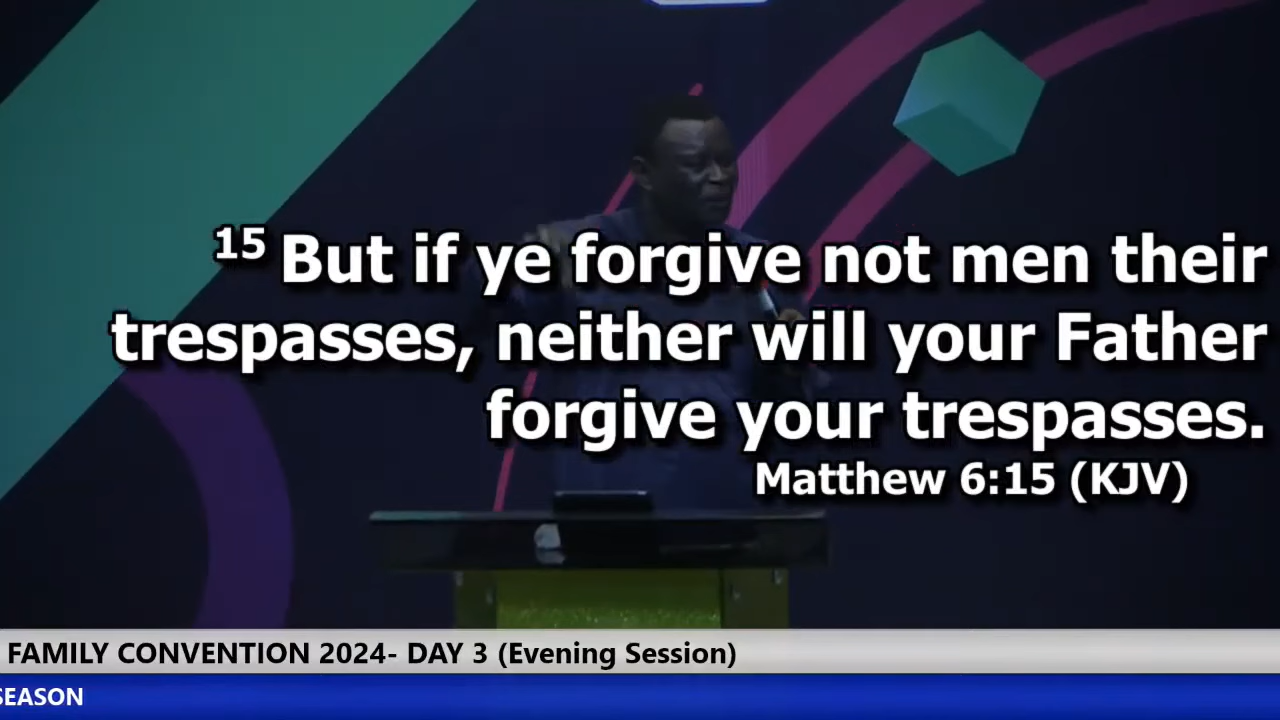 15 But if ye forgive not men their
trespasses, neither will your Father
forgive your trespasses.
Matthew 6:15 (KJV)
FAMILY CONVENTION 2024- DAY 3 (Evening Session)
SEASON